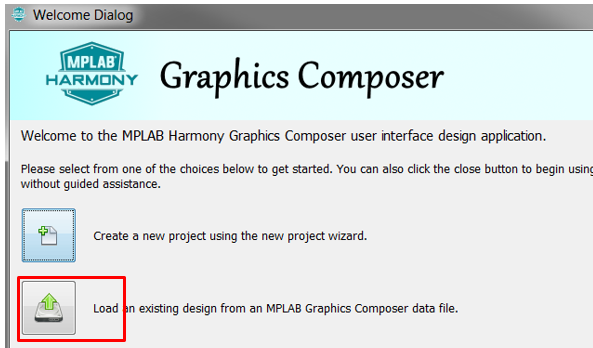 Welcome Dialog
MPLAB
HARMONY
Graphics Composer
Welcome to the MPLAB Harmony Graphics Composer user interface design application.
Please select from one of the choices below to get started. You can also click the close button to begin using
without guided assistance.
Create a new project using the new project wizard.
Load an existing design from an MPLAB Graphics Composer data file.